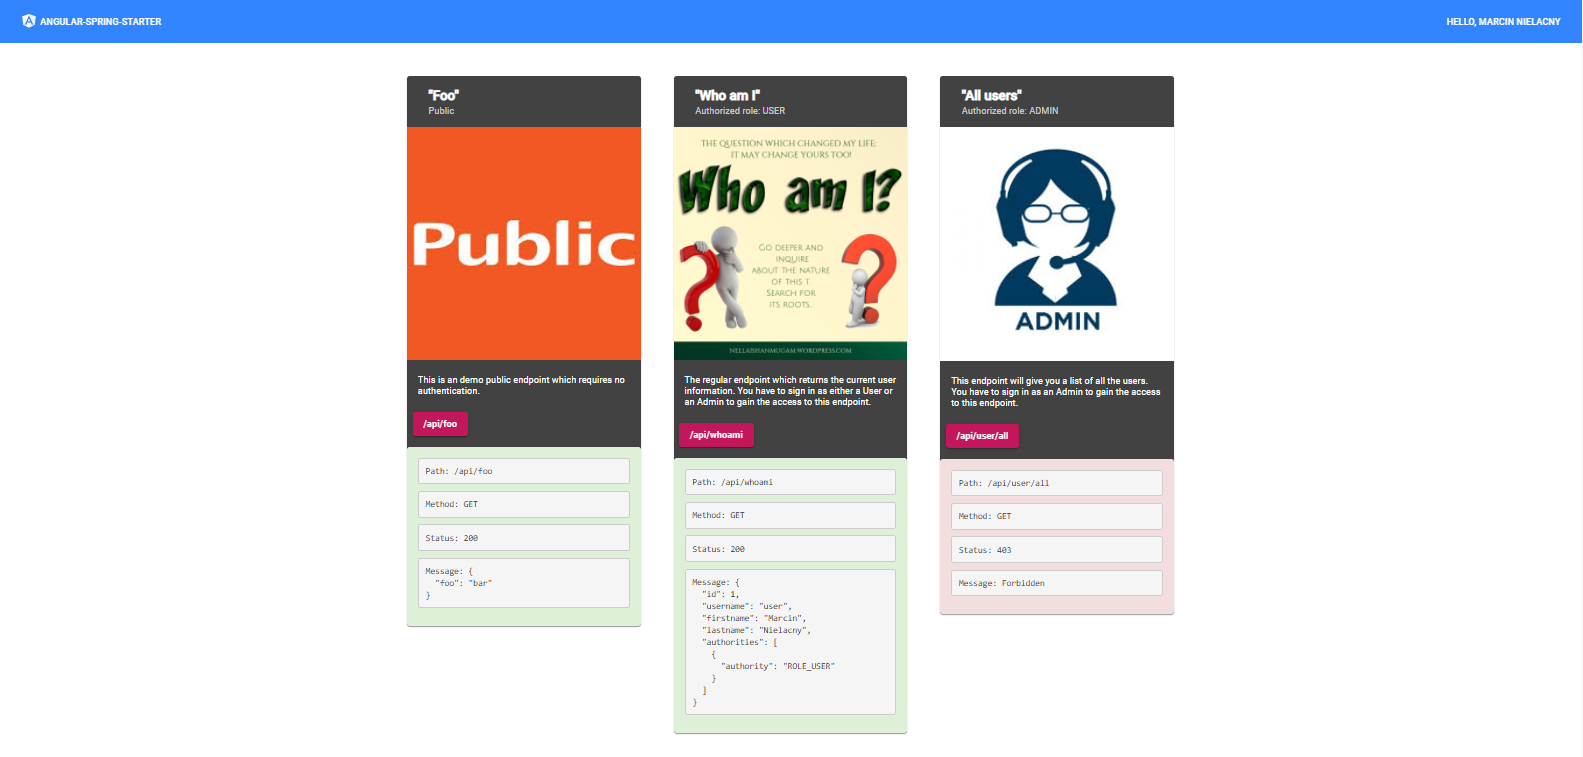 ANGULAR-SPRING-STARTER
HELLO, MARCIN NIELACNY
"Foo"
Public
Public
This is an demo public endpoint which requires no
authentication.
/api/foo
Path: /api/foo
Method: GET
Status: 200
Message: {
"foo": "bar"
}
"Who am I"
Authorized role: USER
THE QUESTION WHICH CHANGED MY LIFE;
IT MAY CHANGE YOURS TOO!
Who am I?
GO DEEPER AND
INQUIRE
ABOUT THE NATURE
OF THIS 'I'.
SEARCH FOR
ITS ROOTS.
NELLAISHANMUGAM.WORDPRESS.COM
The regular endpoint which returns the current user
information. You have to sign in as either a User or
an Admin to gain the access to this endpoint.
/api/whoami
Path: /api/whoami
Method: GET
Status: 200
Message: {
"id": 1,
"username": "user",
"firstname": "Marcin",
"lastname": "Nielacny",
"authorities": [
{
"authority": "ROLE_USER"
}
]
}
"All users"
Authorized role: ADMIN
ADMIN
This endpoint will give you a list of all the users.
You have to sign in as an Admin to gain the access
to this endpoint.
/api/user/all
Path: /api/user/all
Method: GET
Status: 403
Message: Forbidden